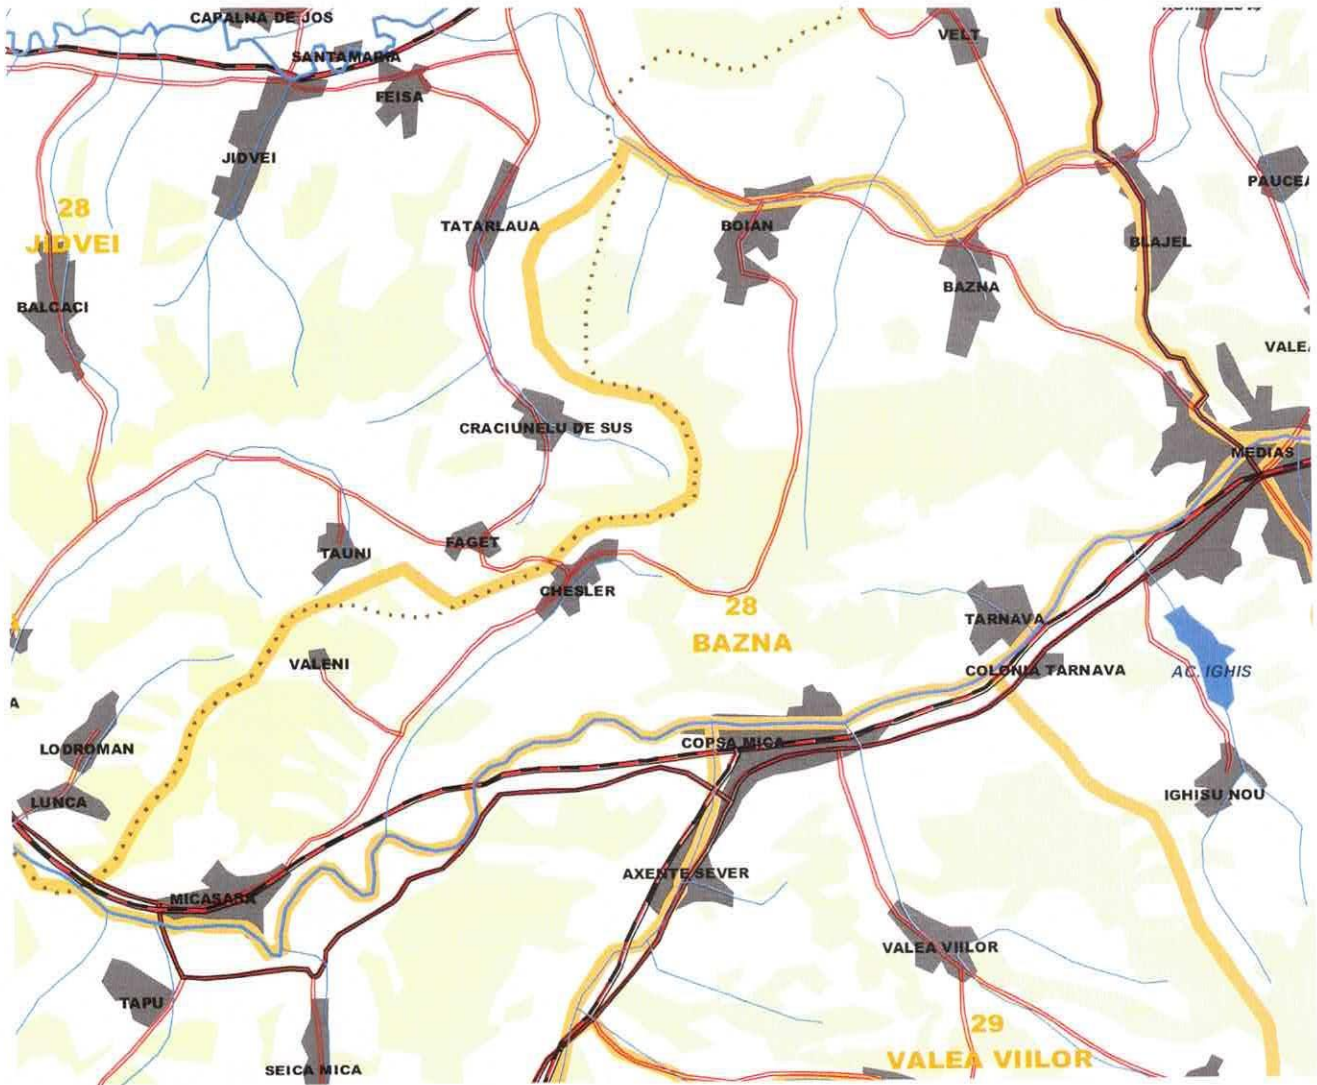 CAPALNA DE JOS
VELT
SANTAMARIA
FEISA
JIDVEI
PAUCEA
28
JIDVEI
TATARLAUA
BOIAN
BLAJEL
BAZNA
BALCACI
VALE
CRACIUNELU DE SUS
MEDIAS
TAUNI
FAGET
CHESLER
28
BAZNA
TARNAVA
VALENI
COLONIA TARNAVA
AC. IGHIS
A
LODROMAN
COPSA MICA
LUNCA
IGHISU NOU
AXENTE SEVER
MICASASA
VALEA VIILOR
TAPU
29
VALEA VIILOR
SEICA MICA